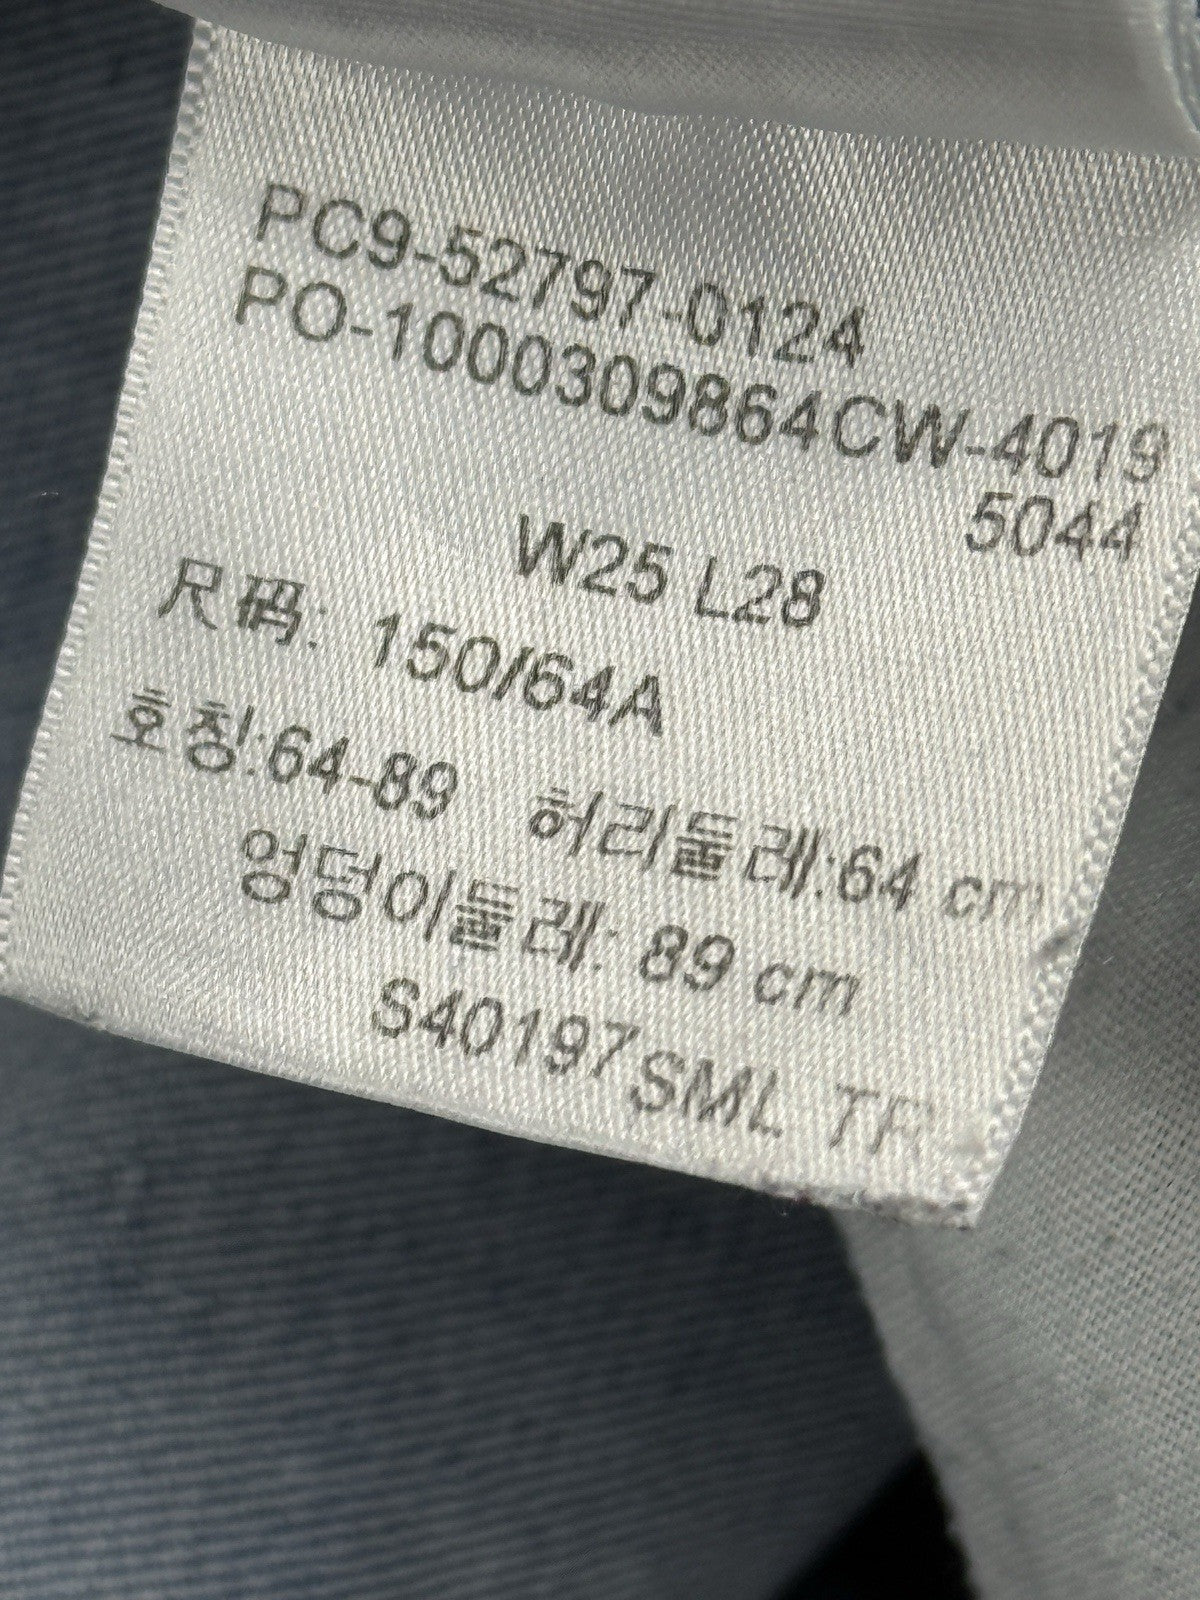 PC9-52797-0124
PO-1000309864CW-4019
5044
W25 L28
尺码: 150/64A
호칭:64-89 허리둘레:64 cm
엉덩이둘레: 89 cm
S40197SML TR